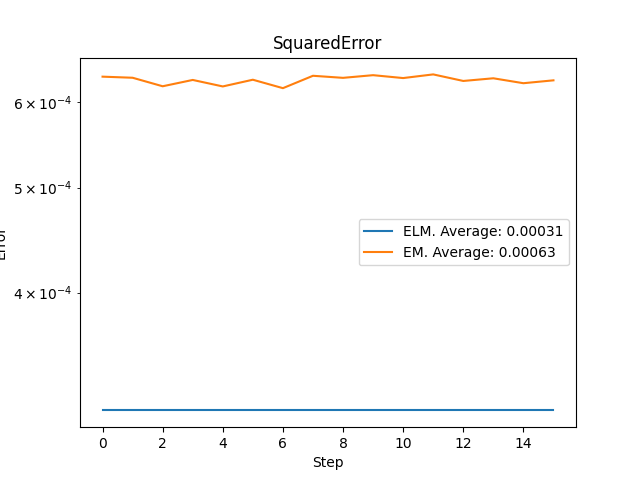 SquaredError
6 × 10⁻⁴
5 × 10⁻⁴
4 × 10⁻⁴
Error
ELM. Average: 0.00031
EM. Average: 0.00063
0 2 4 6 8 10 12 14
Step